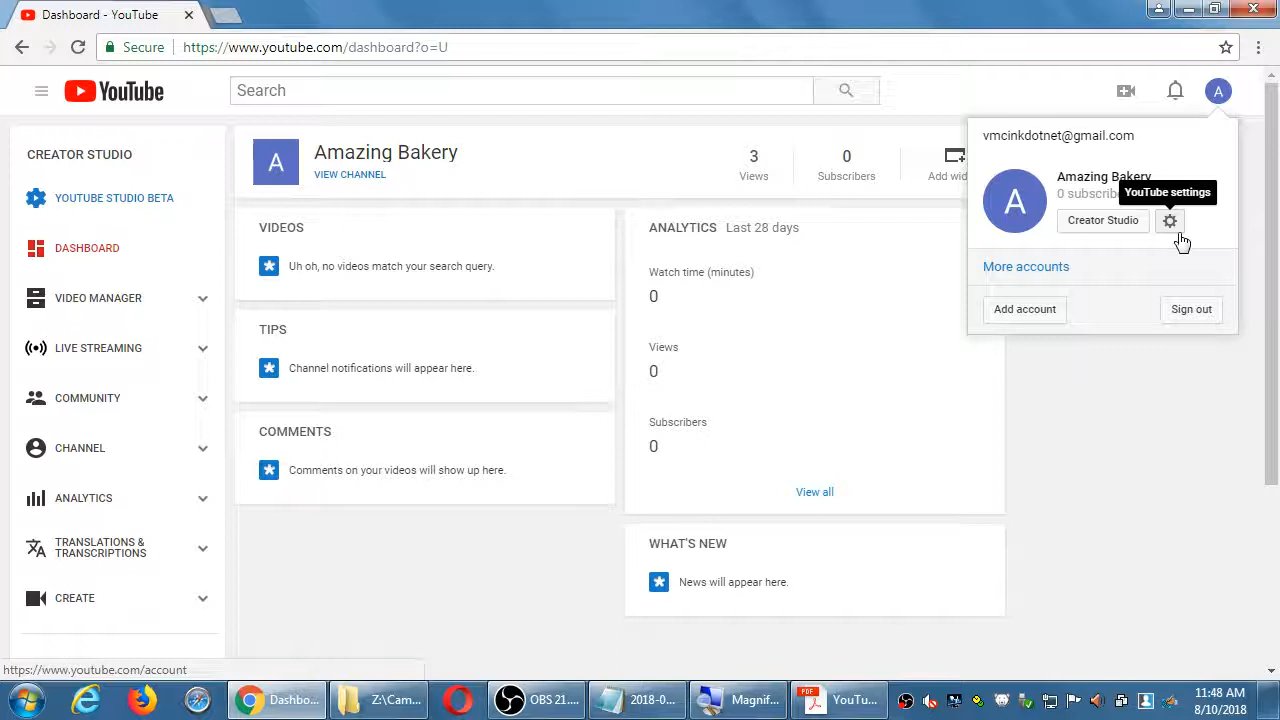 Dashboard - YouTube
Secure
https://www.youtube.com/dashboard?o=U
YouTube
Search
A
vmcinkdotnet@gmail.com
A
Amazing Bakery
0 subscribe
YouTube settings
Creator Studio
More accounts
Add account
Sign out
CREATOR STUDIO
YOUTUBE STUDIO BETA
DASHBOARD
VIDEO MANAGER
LIVE STREAMING
COMMUNITY
CHANNEL
ANALYTICS
TRANSLATIONS &
TRANSCRIPTIONS
CREATE
A
Amazing Bakery
VIEW CHANNEL
3
Views
0
Subscribers
Add wid
VIDEOS
Uh oh, no videos match your search query.
TIPS
Channel notifications will appear here.
COMMENTS
Comments on your videos will show up here.
ANALYTICS Last 28 days
Watch time (minutes)
0
Views
0
Subscribers
0
View all
WHAT'S NEW
News will appear here.
https://www.youtube.com/account
Dashbo...
Z:\Cam...
OBS 21....
2018-0...
Magnif...
PDF
YouTu...
11:48 AM
8/10/2018